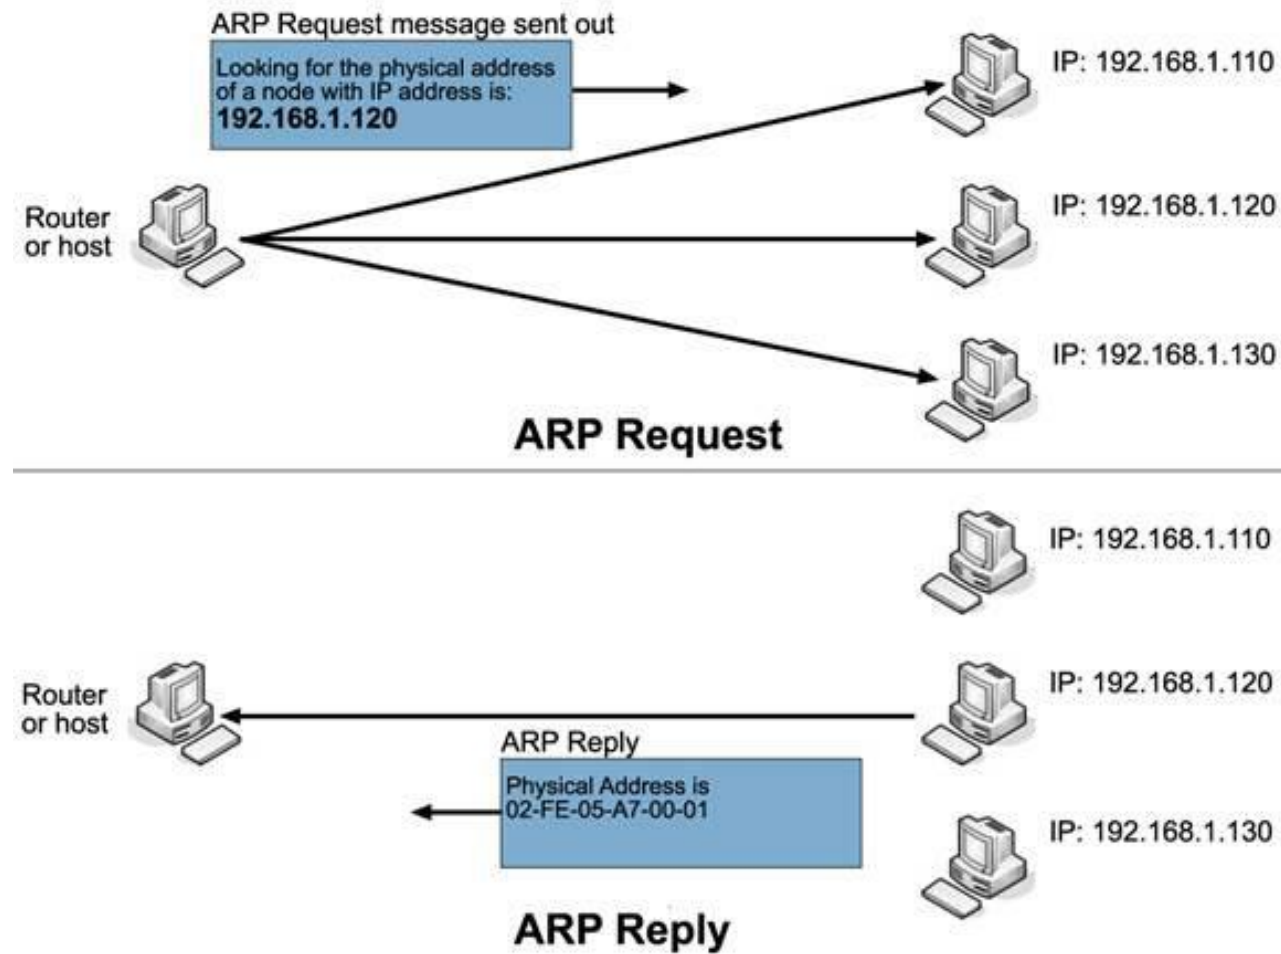 ARP Request message sent out
Looking for the physical address
of a node with IP address is:
192.168.1.120
IP: 192.168.1.110
Router
or host
IP: 192.168.1.120
IP: 192.168.1.130
ARP Request
IP: 192.168.1.110
Router
or host
IP: 192.168.1.120
ARP Reply
Physical Address is
02-FE-05-A7-00-01
IP: 192.168.1.130
ARP Reply